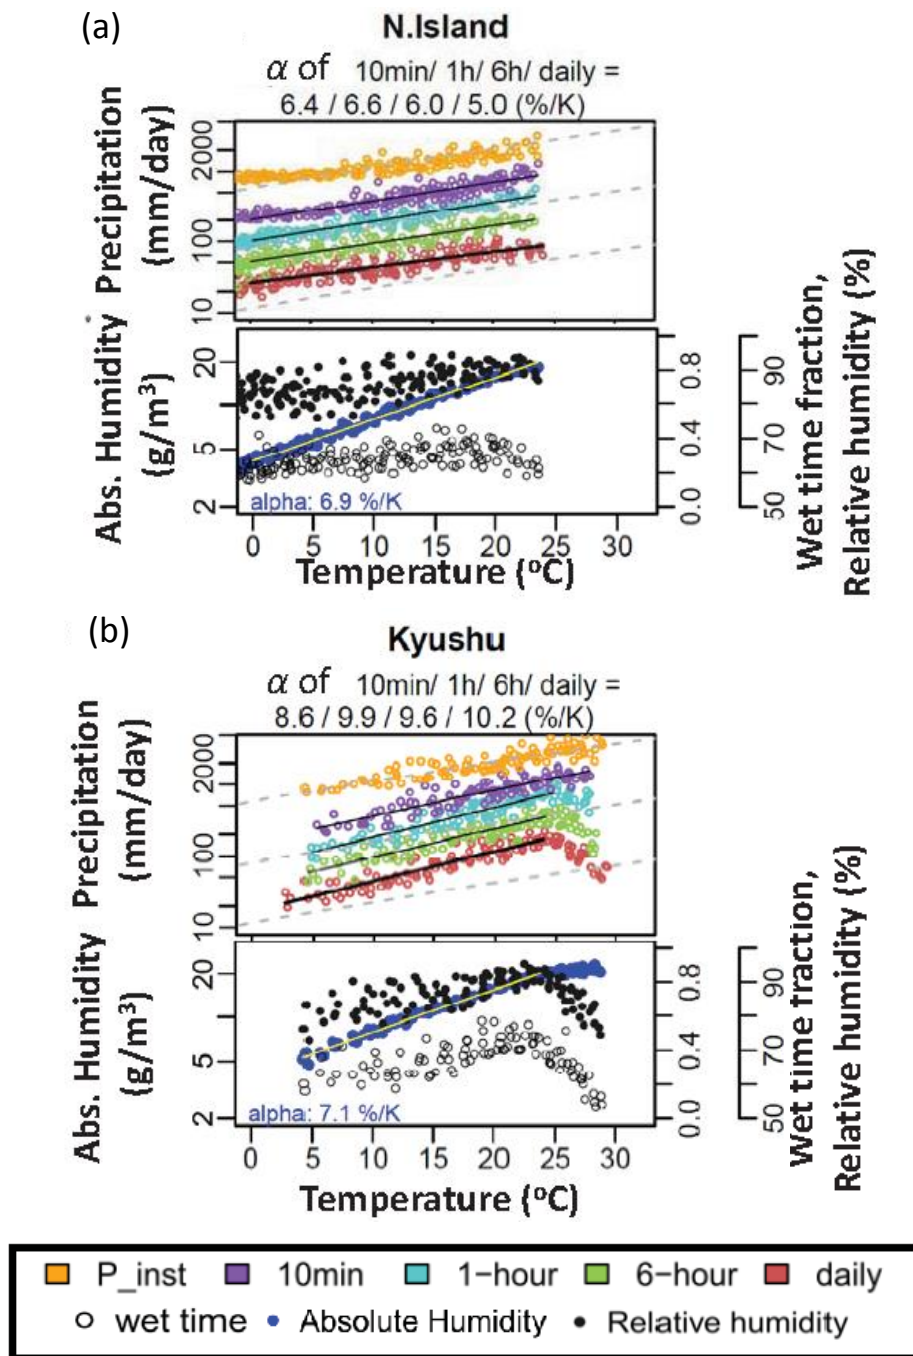 (a)
N.Island
α of 10min/ 1h/ 6h/ daily =
6.4 / 6.6 / 6.0 / 5.0 (%/K)
Precipitation
(mm/day)
2000
100
10
Abs. Humidity
(g/m³)
20
5
2
alpha: 6.9 %/K
0.8
0.4
0.0
90
70
50
Wet time fraction,
Relative humidity (%)
0 5 10 15 20 25 30
Temperature (°C)
(b)
Kyushu
α of 10min/ 1h/ 6h/ daily =
8.6 / 9.9 / 9.6 / 10.2 (%/K)
Precipitation
(mm/day)
2000
100
10
Abs. Humidity
(g/m³)
20
5
2
alpha: 7.1 %/K
0.8
0.4
0.0
90
70
50
Wet time fraction,
Relative humidity (%)
0 5 10 15 20 25 30
Temperature (°C)
P_inst 10min 1-hour 6-hour daily
wet time Absolute Humidity Relative humidity